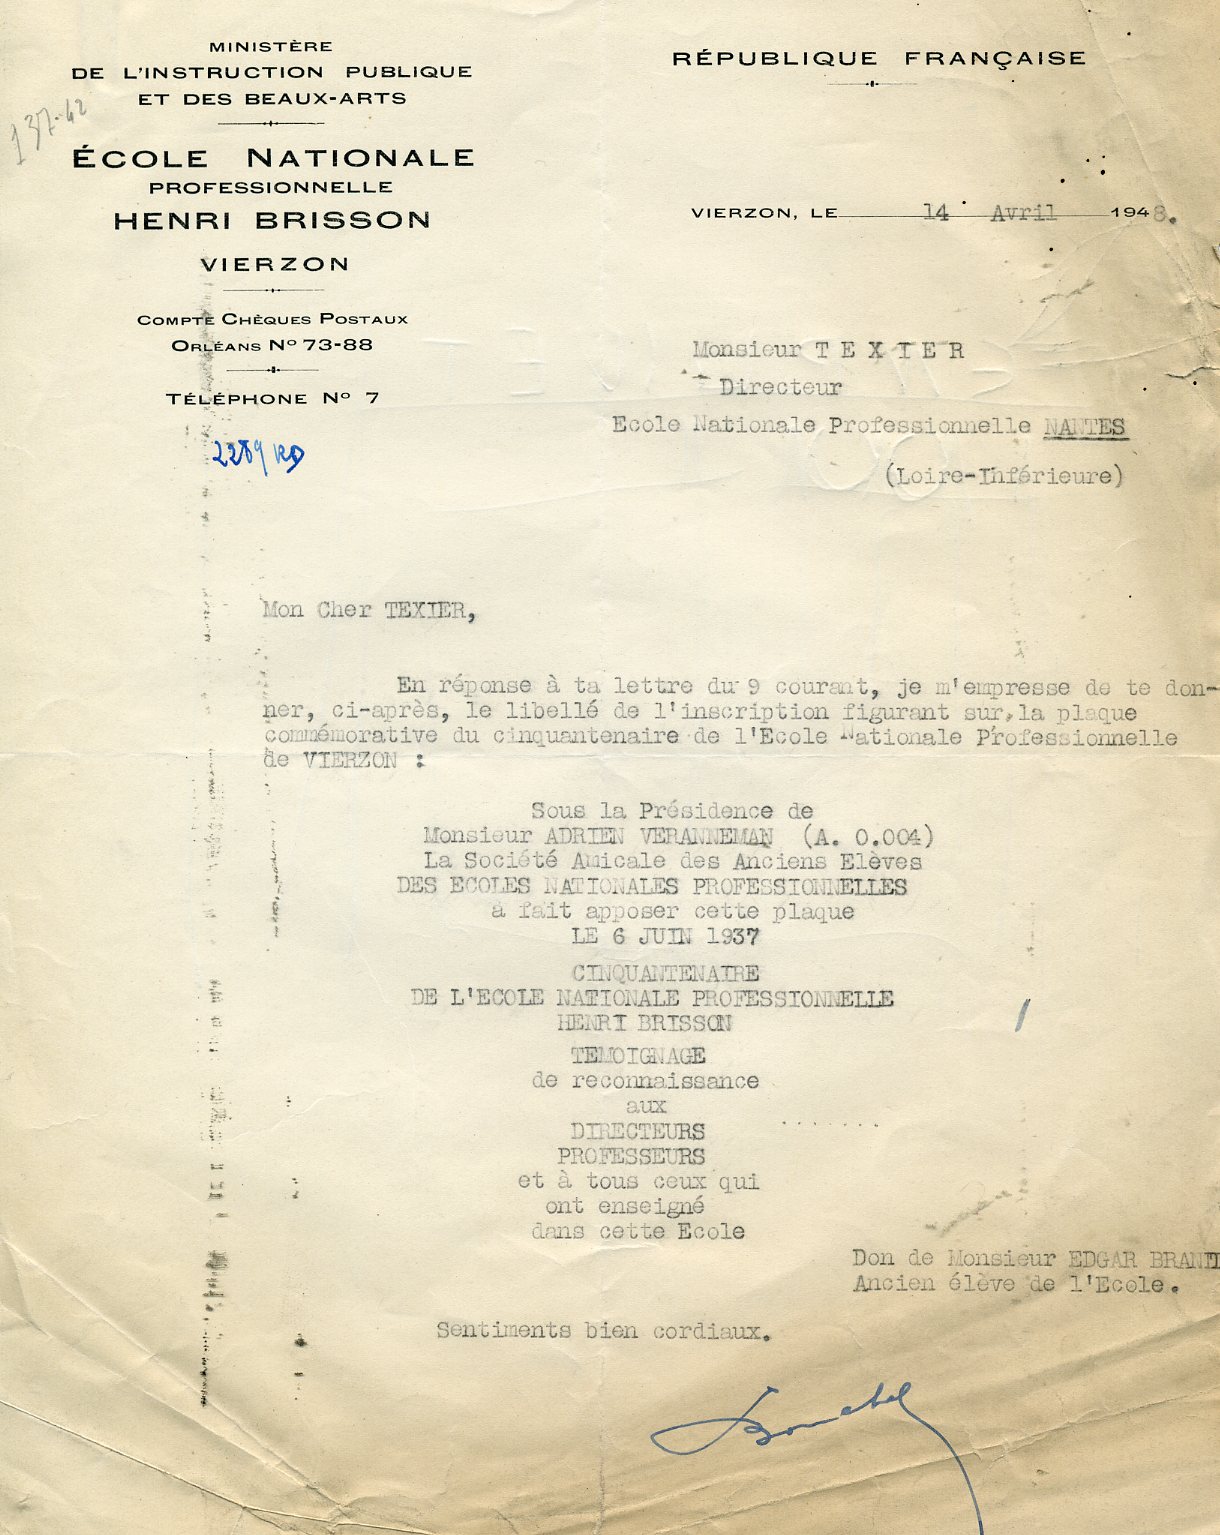 MINISTÈRE
DE L'INSTRUCTION PUBLIQUE
ET DES BEAUX-ARTS
137-42
ÉCOLE NATIONALE
PROFESSIONNELLE
HENRI BRISSON
VIERZON
COMPTE CHÈQUES POSTAUX
ORLÉANS Nº 73-88
TÉLÉPHONE Nº 7
RÉPUBLIQUE FRANÇAISE
VIERZON, LE 14 Avril 1948.
Monsieur T E X I E R
Directeur
Ecole Nationale Professionnelle NANTES
(Loire-Inférieure)
2289
Mon Cher TEXIER,
En réponse à ta lettre du 9 courant, je m'empresse de te don-
ner, ci-après, le libellé de l'inscription figurant sur la plaque
commémorative du cinquantenaire de l'Ecole Nationale Professionnelle
de VIERZON :
Sous la Présidence de
Monsieur ADRIEN VERANNEMAN (A. O.004)
La Société Amicale des Anciens Elèves
DES ECOLES NATIONALES PROFESSIONNELLES
a fait apposer cette plaque
LE 6 JUIN 1937
CINQUANTENAIRE
DE L'ECOLE NATIONALE PROFESSIONNELLE
HENRI BRISSON
TEMOIGNAGE
de reconnaissance
aux
DIRECTEURS
PROFESSEURS
et à tous ceux qui
ont enseigné
dans cette Ecole
Don de Monsieur EDGAR
Ancien élève de l'Ecole.
Sentiments bien cordiaux.